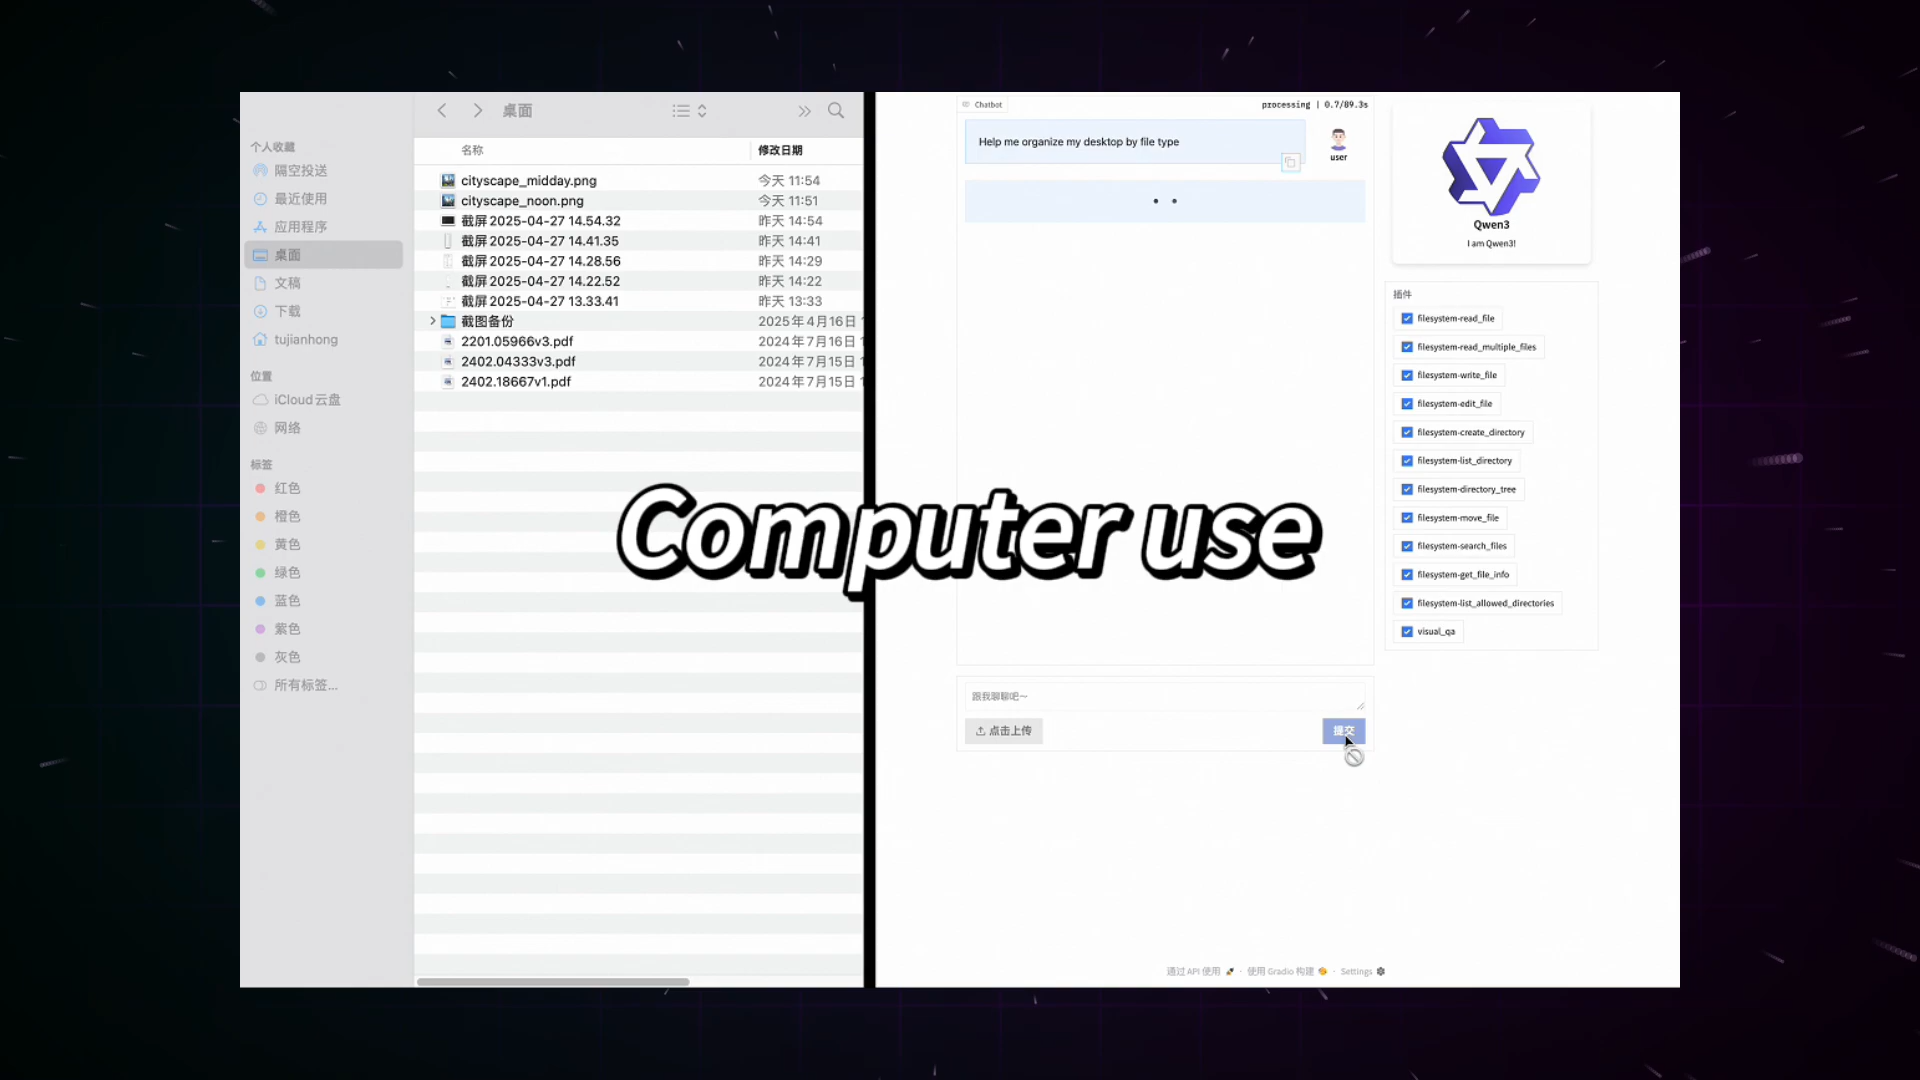 个人收藏
隔空投送
最近使用
应用程序
桌面
文稿
下载
tujianhong
位置
iCloud 云盘
网络
标签
红色
橙色
黄色
绿色
蓝色
紫色
灰色
所有标签...
桌面
名称 修改日期
cityscape_midday.png 今天 11:54
cityscape_noon.png 今天 11:51
截屏 2025-04-27 14.54.32 昨天 14:54
截屏 2025-04-27 14.41.35 昨天 14:41
截屏 2025-04-27 14.28.56 昨天 14:29
截屏 2025-04-27 14.22.52 昨天 14:22
截屏 2025-04-27 13.33.41 昨天 13:33
截图备份 2025年4月16日
2201.05966v3.pdf 2024年7月16日
2402.04333v3.pdf 2024年7月15日
2402.18667v1.pdf 2024年7月15日
Computer use
Chatbot processing | 0.7/89.3s
Help me organize my desktop by file type
user
跟我聊聊吧~
点击上传 提交
Qwen3
I am Qwen3!
插件
filesystem-read_file
filesystem-read_multiple_files
filesystem-write_file
filesystem-edit_file
filesystem-create_directory
filesystem-list_directory
filesystem-directory_tree
filesystem-move_file
filesystem-search_files
filesystem-get_file_info
filesystem-list_allowed_directories
visual_qa
通过 API 使用 · 使用 Gradio 构建 · Settings